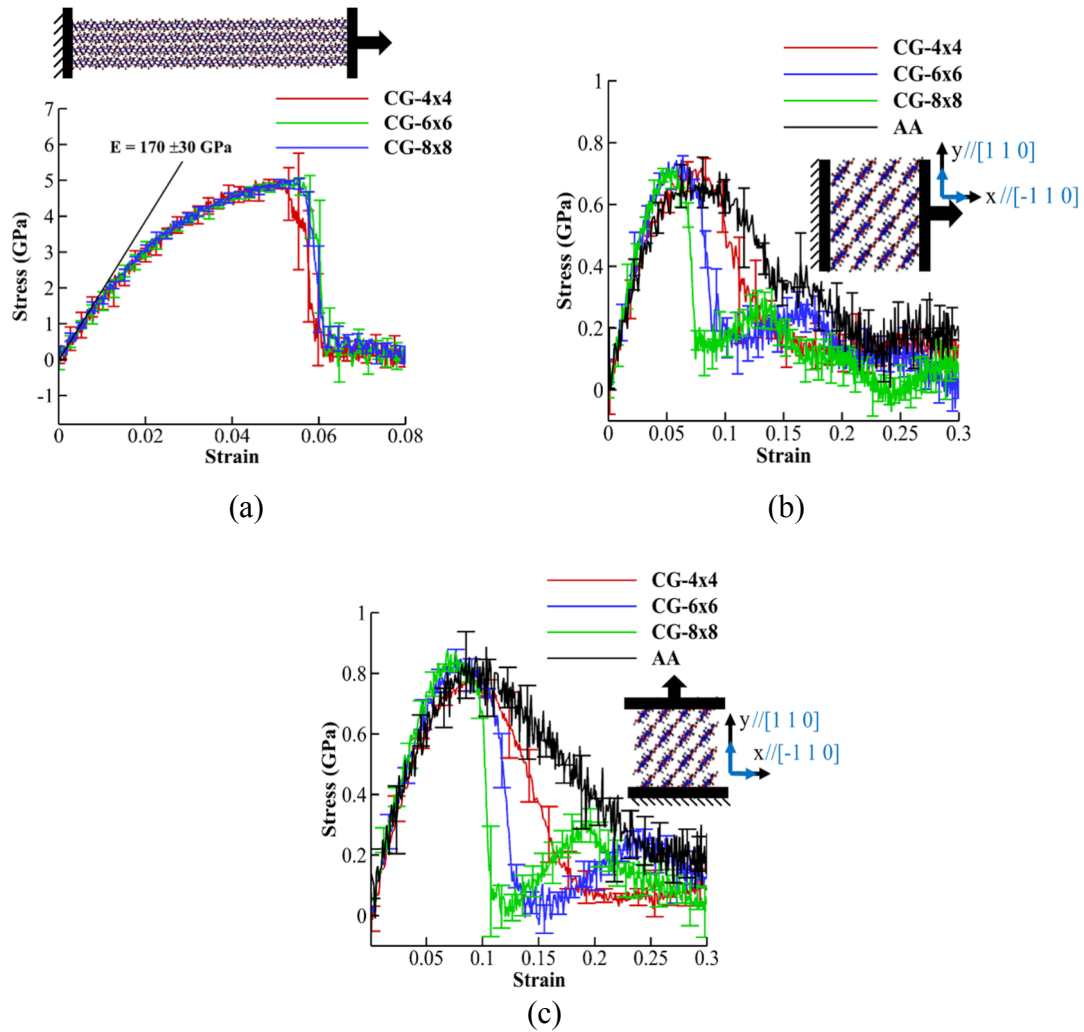 CG-4x4
CG-6x6
CG-8x8
E = 170 ±30 GPa
7
6
5
4
3
2
1
0
-1
Stress (GPa)
0 0.02 0.04 0.06 0.08
Strain
(a)
CG-4x4
CG-6x6
CG-8x8
AA
y//[1 1 0]
x//[-1 1 0]
1
0.8
0.6
0.4
0.2
0
Stress (GPa)
0 0.05 0.1 0.15 0.2 0.25 0.3
Strain
(b)
CG-4x4
CG-6x6
CG-8x8
AA
y//[1 1 0]
x//[-1 1 0]
1
0.8
0.6
0.4
0.2
0
Stress (GPa)
0.05 0.1 0.15 0.2 0.25 0.3
Strain
(c)